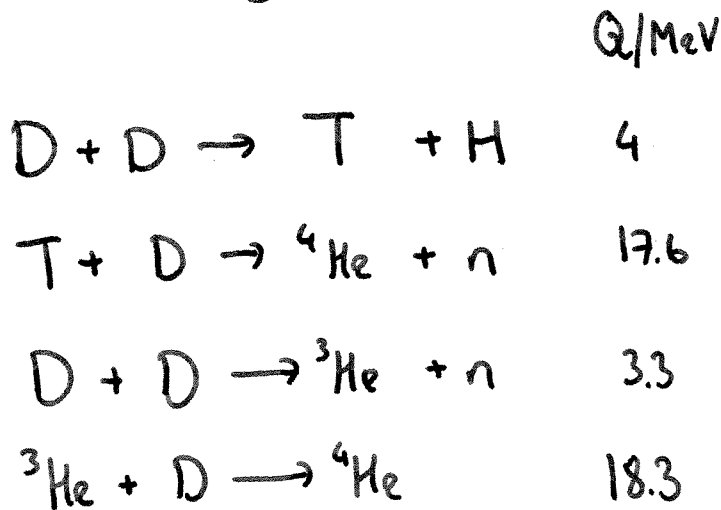 Q/MeV
D + D → T + H 4
T + D → ⁴He + n 17.6
D + D → ³He + n 3.3
³He + D → ⁴He 18.3